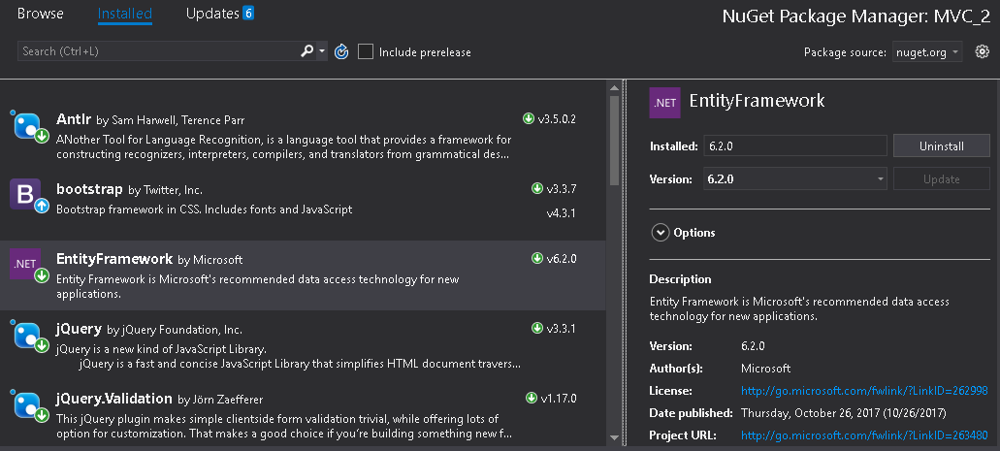 Browse Installed Updates 6 NuGet Package Manager: MVC_2
Search (Ctrl+L) Include prerelease Package source: nuget.org
Antlr by Sam Harwell, Terence Parr v3.5.0.2
ANother Tool for Language Recognition, is a language tool that provides a framework for
constructing recognizers, interpreters, compilers, and translators from grammatical des...
B bootstrap by Twitter, Inc. v3.3.7
Bootstrap framework in CSS. Includes fonts and JavaScript v4.3.1
.NET EntityFramework by Microsoft v6.2.0
Entity Framework is Microsoft's recommended data access technology for new
applications.
jQuery by jQuery Foundation, Inc. v3.3.1
jQuery is a new kind of JavaScript Library.
jQuery is a fast and concise JavaScript Library that simplifies HTML document travers...
jQuery.Validation by Jörn Zaefferer v1.17.0
This jQuery plugin makes simple clientside form validation trivial, while offering lots of
option for customization. That makes a good choice if you're building something new f...
.NET EntityFramework
Installed: 6.2.0 Uninstall
Version: 6.2.0 Update
Options
Description
Entity Framework is Microsoft's recommended data access
technology for new applications.
Version: 6.2.0
Author(s): Microsoft
License: http://go.microsoft.com/fwlink/?LinkID=262998
Date published: Thursday, October 26, 2017 (10/26/2017)
Project URL: http://go.microsoft.com/fwlink/?LinkID=263480